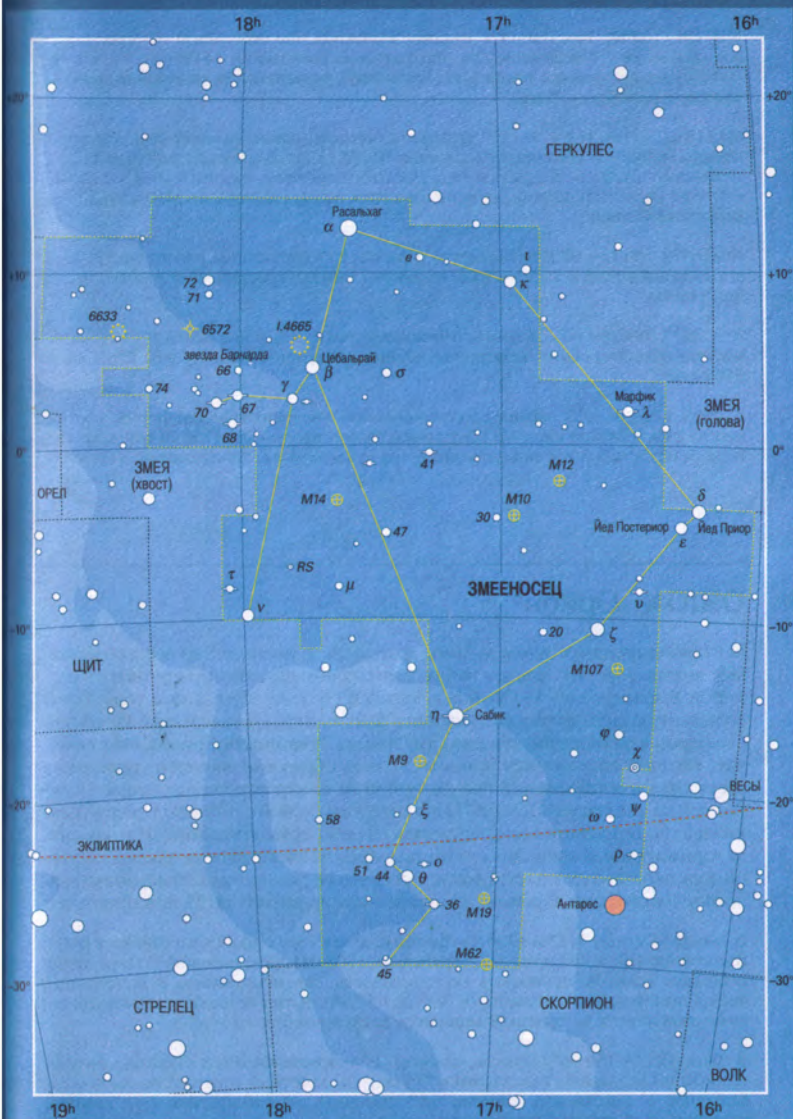 18h
17h
16h
+20°
+20°
ГЕРКУЛЕС
Расальхаг
α
e
ι
κ
+10°
+10°
72
71
6633
6572
I.4665
звезда Барнарда
66
Цебальрай
β
σ
γ
74
70
67
68
Марфик
λ
ЗМЕЯ
(голова)
0°
0°
41
ЗМЕЯ
(хвост)
ОРЕЛ
M12
M14
M10
30
δ
Йед Постериор
ε
Йед Приор
47
RS
μ
τ
ν
ЗМЕЕНОСЕЦ
υ
-10°
-10°
20
ζ
ЩИТ
M107
η
Сабик
φ
χ
M9
-20°
-20°
ВЕСЫ
58
ξ
ω
ψ
ЭКЛИПТИКА
51
44
ο
θ
ρ
36
M19
Антарес
45
M62
-30°
-30°
СТРЕЛЕЦ
СКОРПИОН
ВОЛК
19h
18h
17h
16h